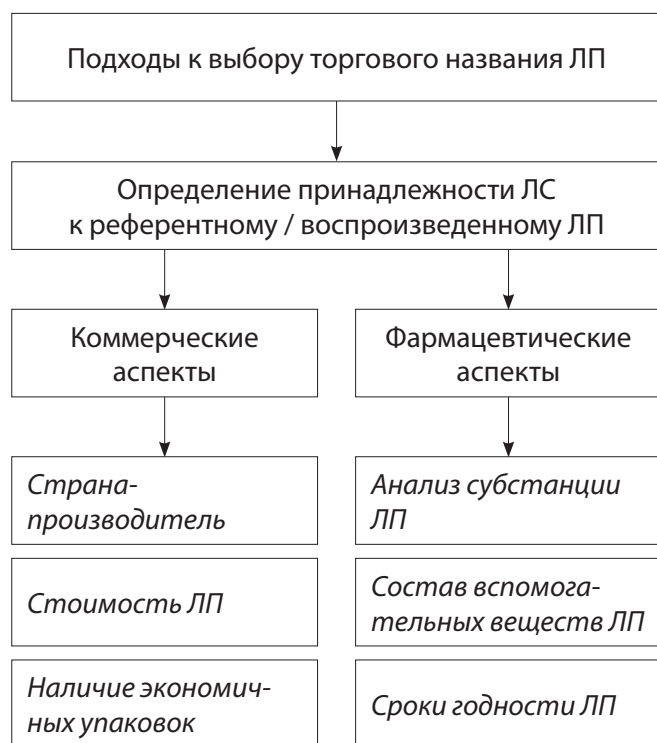 Подходы к выбору торгового названия ЛП
Определение принадлежности ЛС
к референтному / воспроизведенному ЛП
Коммерческие
аспекты
Фармацевтические
аспекты
Страна-
производитель
Анализ субстанции
ЛП
Стоимость ЛП
Состав вспомога-
тельных веществ ЛП
Наличие экономич-
ных упаковок
Сроки годности ЛП